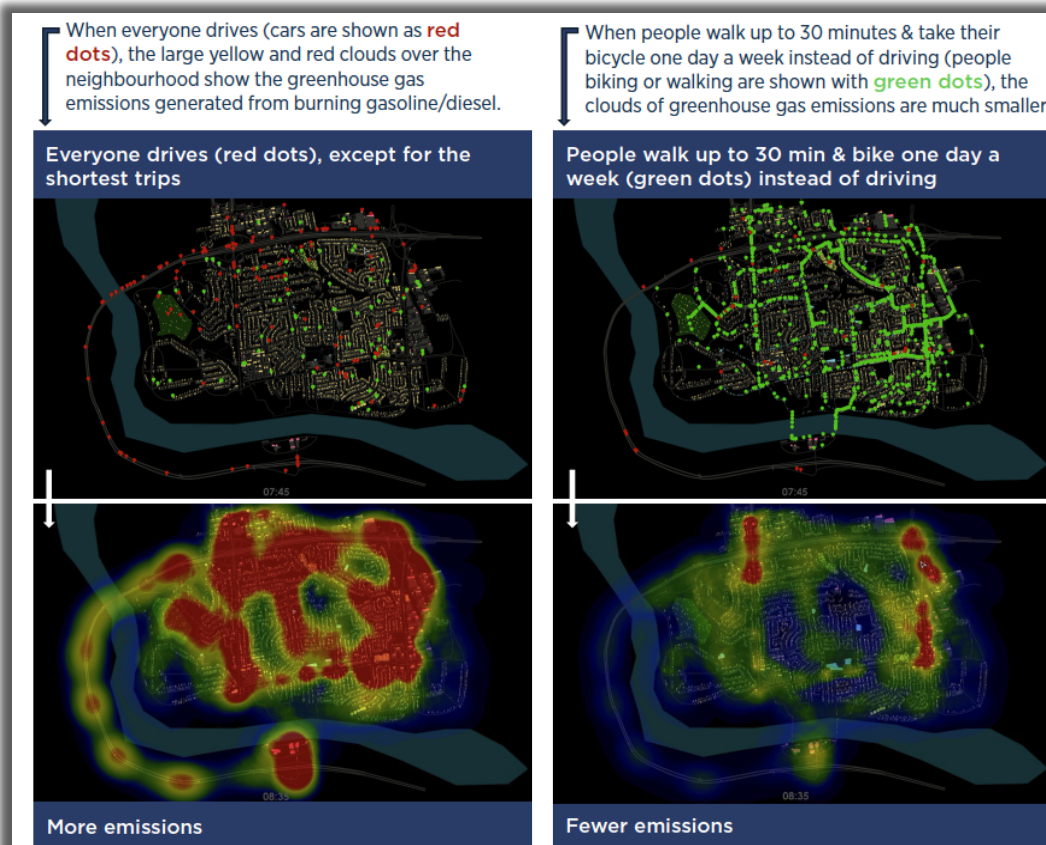 When everyone drives (cars are shown as red
dots), the large yellow and red clouds over the
neighbourhood show the greenhouse gas
emissions generated from burning gasoline/diesel.
Everyone drives (red dots), except for the
shortest trips
07:45
08:35
More emissions
When people walk up to 30 minutes & take their
bicycle one day a week instead of driving (people
biking or walking are shown with green dots), the
clouds of greenhouse gas emissions are much smaller
People walk up to 30 min & bike one day a
week (green dots) instead of driving
07:45
08:35
Fewer emissions